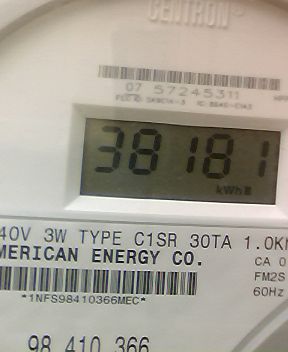 CENTRON
07 57245311
38181
kWh
40V 3W TYPE C1SR 30TA 1.0K
MERICAN ENERGY CO.
CA 0
FM2S
60Hz
*1NFS98410366MEC*
98 410 366